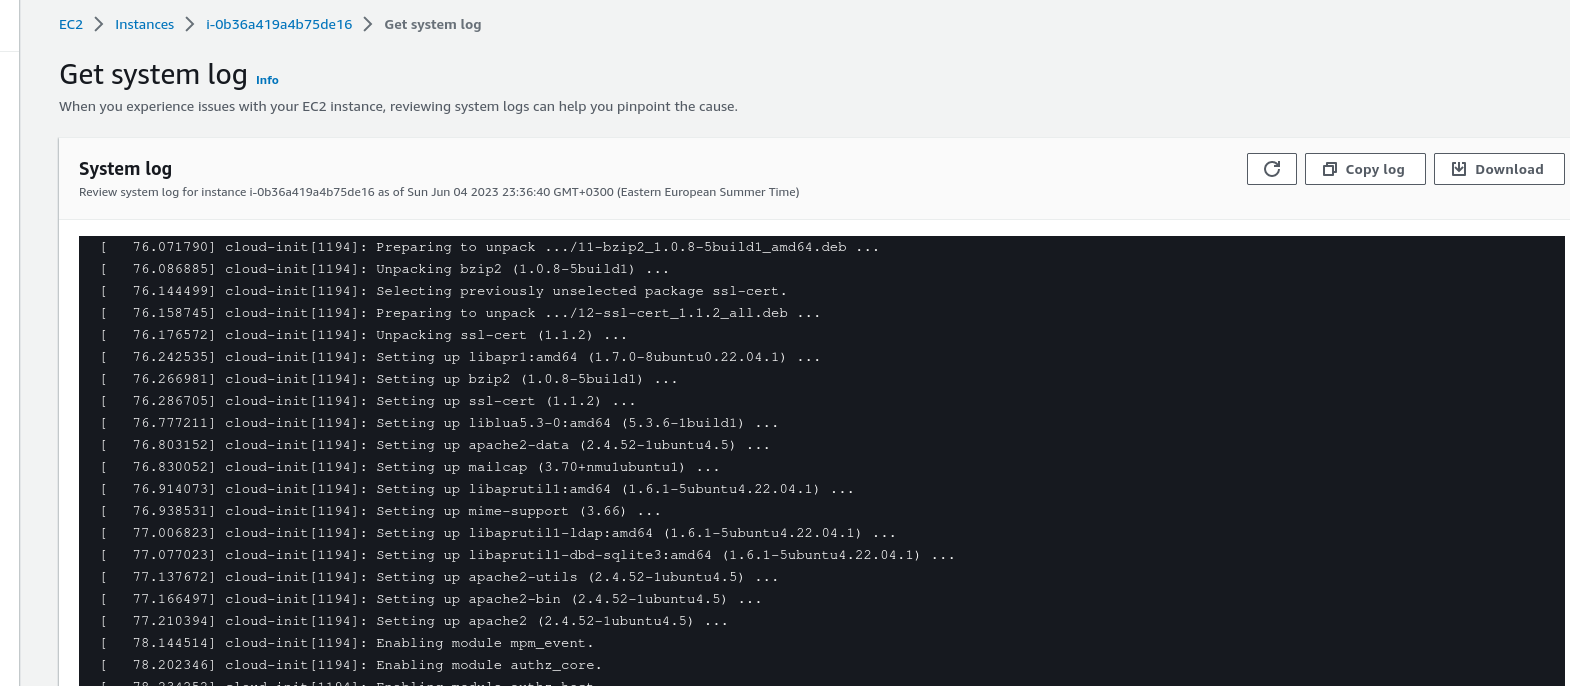 EC2 > Instances > i-0b36a419a4b75de16 > Get system log
Get system log Info
When you experience issues with your EC2 instance, reviewing system logs can help you pinpoint the cause.
System log
Review system log for instance i-0b36a419a4b75de16 as of Sun Jun 04 2023 23:36:40 GMT+0300 (Eastern European Summer Time)
Copy log
Download
[   76.071790] cloud-init[1194]: Preparing to unpack .../11-bzip2_1.0.8-5build1_amd64.deb ...
[   76.086885] cloud-init[1194]: Unpacking bzip2 (1.0.8-5build1) ...
[   76.144499] cloud-init[1194]: Selecting previously unselected package ssl-cert.
[   76.158745] cloud-init[1194]: Preparing to unpack .../12-ssl-cert_1.1.2_all.deb ...
[   76.176572] cloud-init[1194]: Unpacking ssl-cert (1.1.2) ...
[   76.242535] cloud-init[1194]: Setting up libapr1:amd64 (1.7.0-8ubuntu0.22.04.1) ...
[   76.266981] cloud-init[1194]: Setting up bzip2 (1.0.8-5build1) ...
[   76.286705] cloud-init[1194]: Setting up ssl-cert (1.1.2) ...
[   76.777211] cloud-init[1194]: Setting up liblua5.3-0:amd64 (5.3.6-1build1) ...
[   76.803152] cloud-init[1194]: Setting up apache2-data (2.4.52-1ubuntu4.5) ...
[   76.830052] cloud-init[1194]: Setting up mailcap (3.70+nmu1ubuntu1) ...
[   76.914073] cloud-init[1194]: Setting up libaprutil1:amd64 (1.6.1-5ubuntu4.22.04.1) ...
[   76.938531] cloud-init[1194]: Setting up mime-support (3.66) ...
[   77.006823] cloud-init[1194]: Setting up libaprutil1-ldap:amd64 (1.6.1-5ubuntu4.22.04.1) ...
[   77.077023] cloud-init[1194]: Setting up libaprutil1-dbd-sqlite3:amd64 (1.6.1-5ubuntu4.22.04.1) ...
[   77.137672] cloud-init[1194]: Setting up apache2-utils (2.4.52-1ubuntu4.5) ...
[   77.166497] cloud-init[1194]: Setting up apache2-bin (2.4.52-1ubuntu4.5) ...
[   77.210394] cloud-init[1194]: Setting up apache2 (2.4.52-1ubuntu4.5) ...
[   78.144514] cloud-init[1194]: Enabling module mpm_event.
[   78.202346] cloud-init[1194]: Enabling module authz_core.